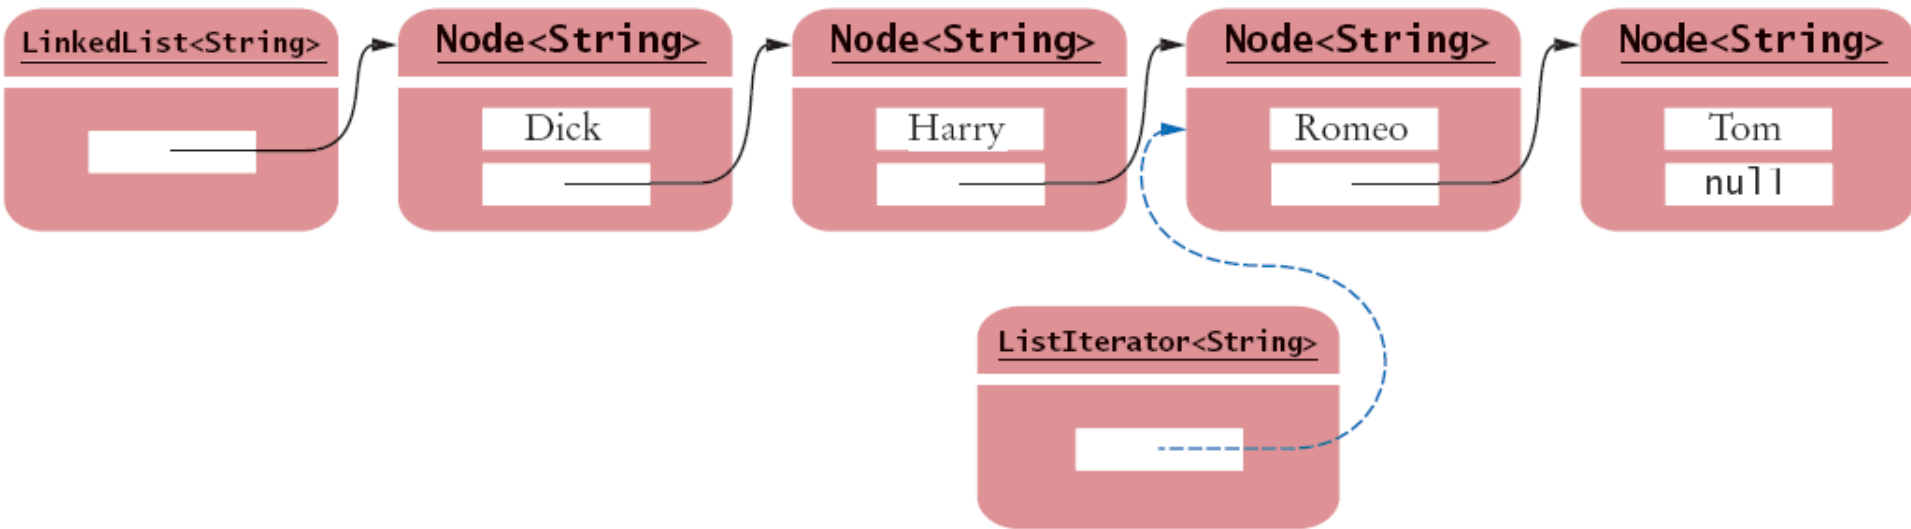 LinkedList<String>
Node<String>
Node<String>
Node<String>
Node<String>
Dick
Harry
Romeo
Tom
null
ListIterator<String>